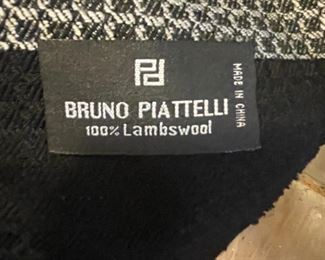 BRUNO PIATTELLI
100% Lambswool
MADE IN CHINA